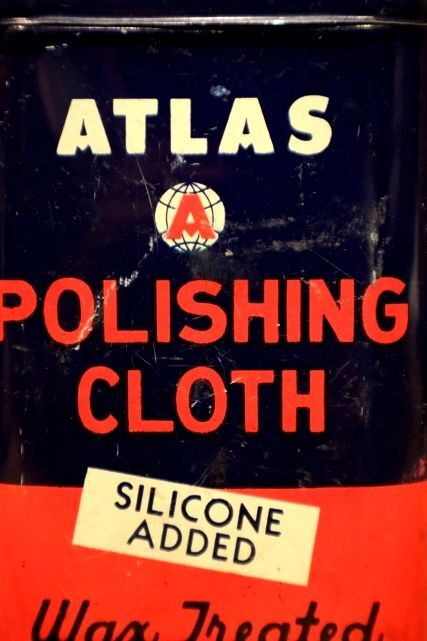 ATLAS
A
POLISHING
CLOTH
SILICONE
ADDED
Wax Treated